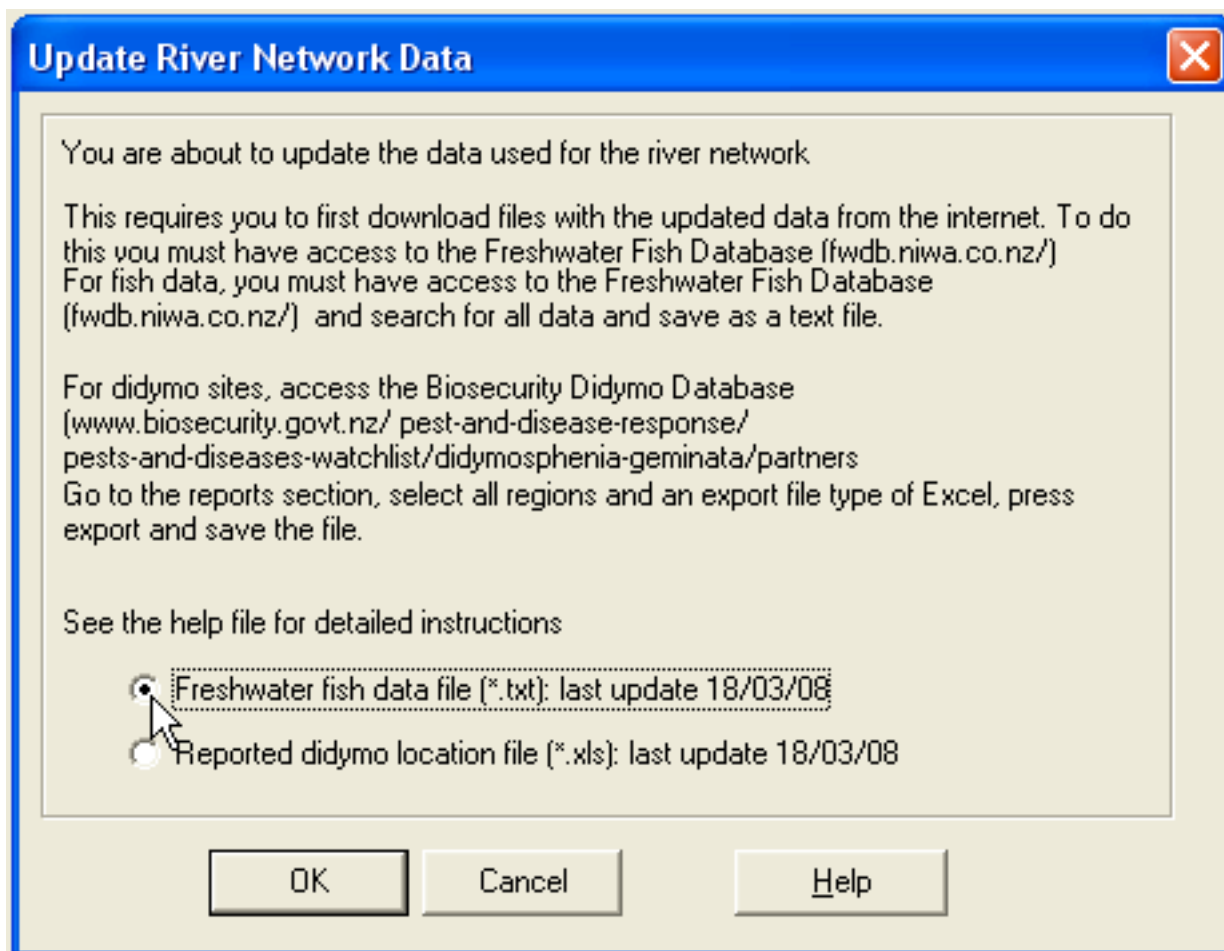 Update River Network Data
You are about to update the data used for the river network
This requires you to first download files with the updated data from the internet. To do
this you must have access to the Freshwater Fish Database (fwdb.niwa.co.nz/)
For fish data, you must have access to the Freshwater Fish Database
(fwdb.niwa.co.nz/)  and search for all data and save as a text file.
For didymo sites, access the Biosecurity Didymo Database
(www.biosecurity.govt.nz/ pest-and-disease-response/
pests-and-diseases-watchlist/didymosphenia-geminata/partners
Go to the reports section, select all regions and an export file type of Excel, press
export and save the file.
See the help file for detailed instructions
Freshwater fish data file (*.txt): last update 18/03/08
Reported didymo location file (*.xls): last update 18/03/08
OK Cancel Help